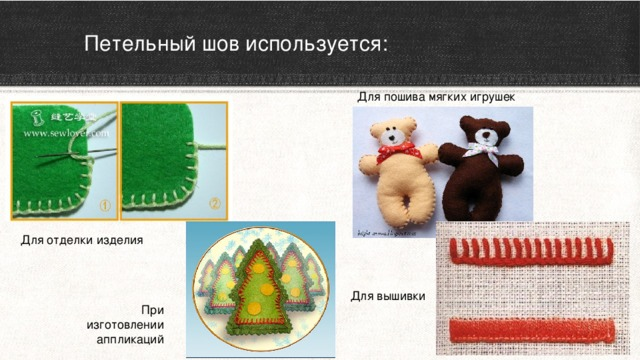 Петельный шов используется:
Для пошива мягких игрушек
www.sewlover.com
①
②
Для отделки изделия
Для вышивки
При
изготовлении
аппликаций